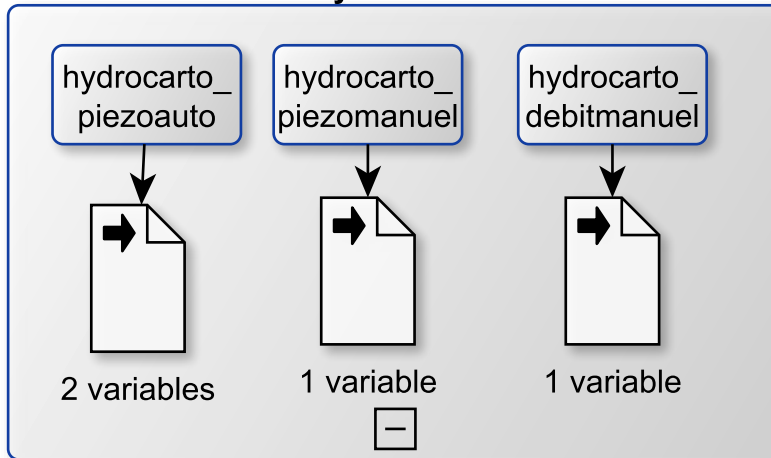 hydrocarto_
piezoauto
hydrocarto_
piezomanuel
hydrocarto_
debitmanuel
2 variables
1 variable
1 variable